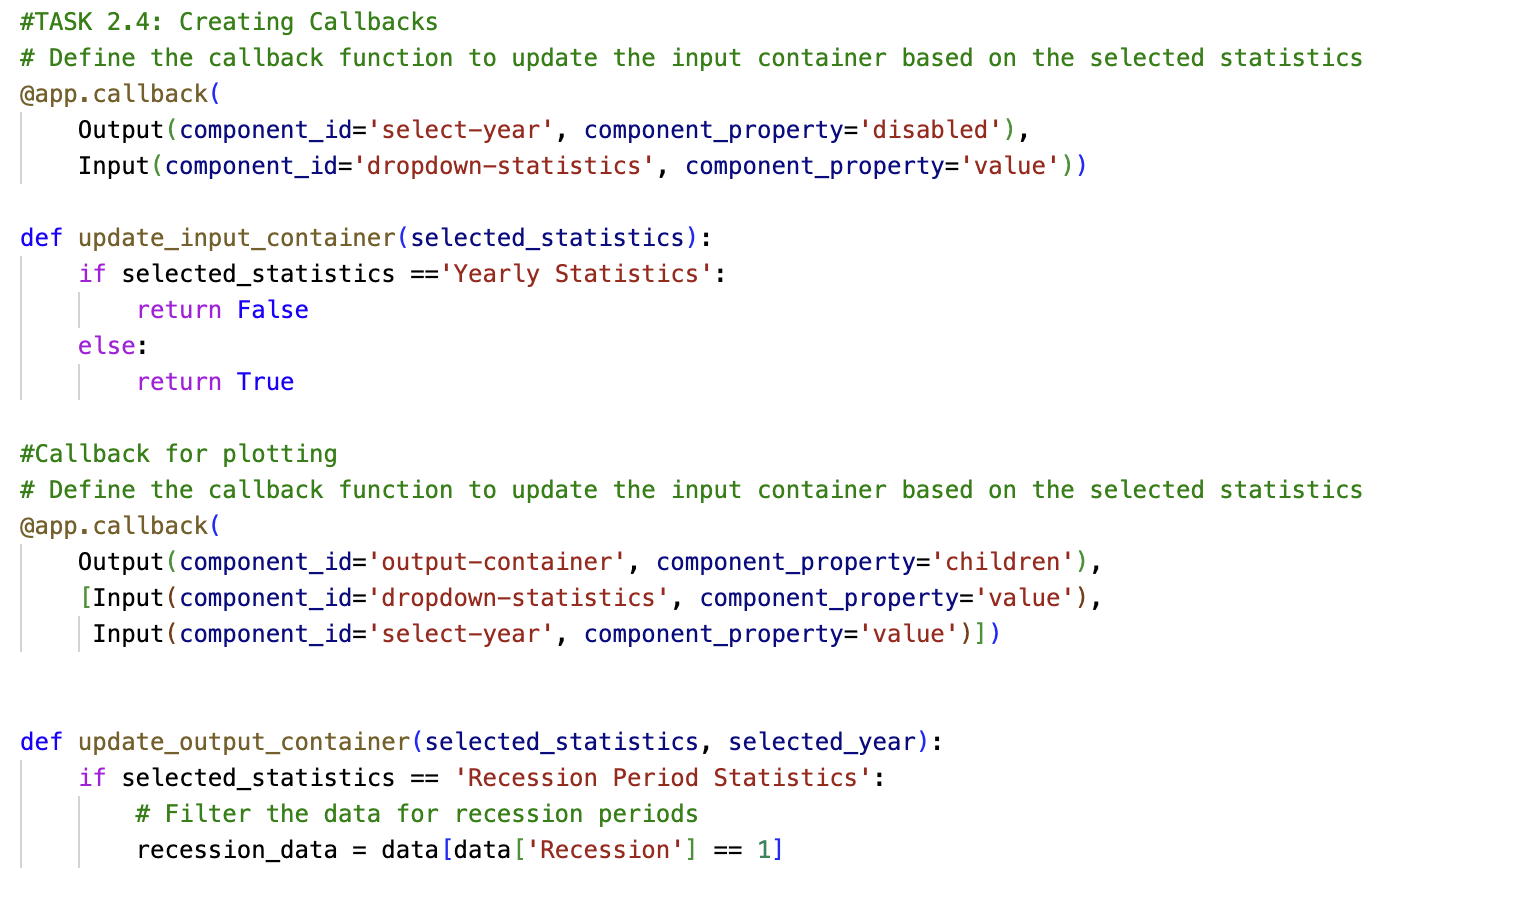 #TASK 2.4: Creating Callbacks
# Define the callback function to update the input container based on the selected statistics
@app.callback(
    Output(component_id='select-year', component_property='disabled'),
    Input(component_id='dropdown-statistics', component_property='value'))

def update_input_container(selected_statistics):
    if selected_statistics =='Yearly Statistics':
        return False
    else:
        return True

#Callback for plotting
# Define the callback function to update the input container based on the selected statistics
@app.callback(
    Output(component_id='output-container', component_property='children'),
    [Input(component_id='dropdown-statistics', component_property='value'),
     Input(component_id='select-year', component_property='value')])


def update_output_container(selected_statistics, selected_year):
    if selected_statistics == 'Recession Period Statistics':
        # Filter the data for recession periods
        recession_data = data[data['Recession'] == 1]